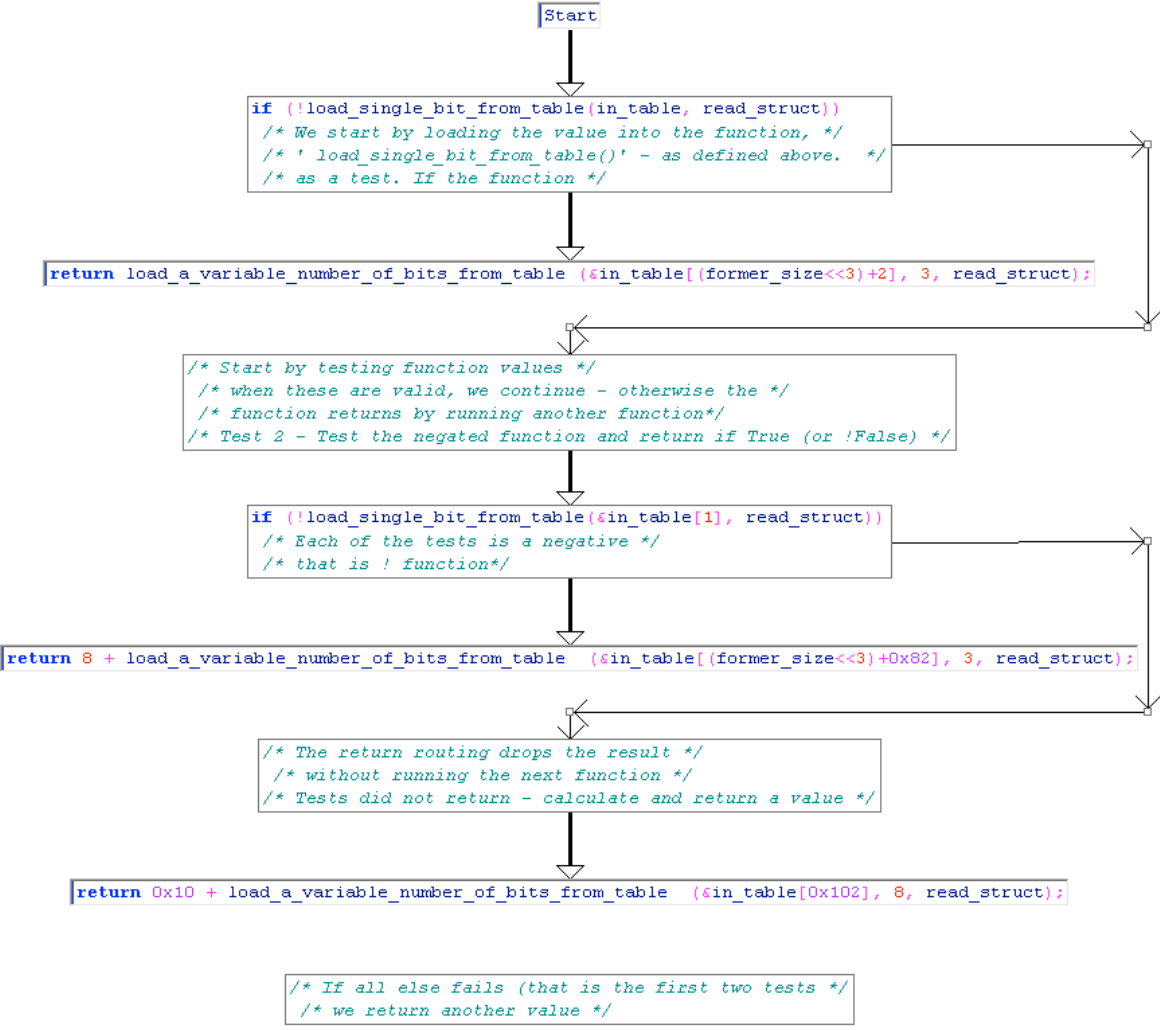 Start
if (!load_single_bit_from_table(in_table, read_struct))
/* We start by loading the value into the function, */
/* ' load_single_bit_from_table()' - as defined above.  */
/* as a test. If the function */
return load_a_variable_number_of_bits_from_table (&in_table[(former_size<<3)+2], 3, read_struct);
/* Start by testing function values */
/* when these are valid, we continue - otherwise the */
/* function returns by running another function*/
/* Test 2 - Test the negated function and return if True (or !False) */
if (!load_single_bit_from_table(&in_table[1], read_struct))
/* Each of the tests is a negative */
/* that is ! function*/
return 8 + load_a_variable_number_of_bits_from_table  (&in_table[(former_size<<3)+0x82], 3, read_struct);
/* The return routing drops the result */
/* without running the next function */
/* Tests did not return - calculate and return a value */
return 0x10 + load_a_variable_number_of_bits_from_table  (&in_table[0x102], 8, read_struct);
/* If all else fails (that is the first two tests */
/* we return another value */